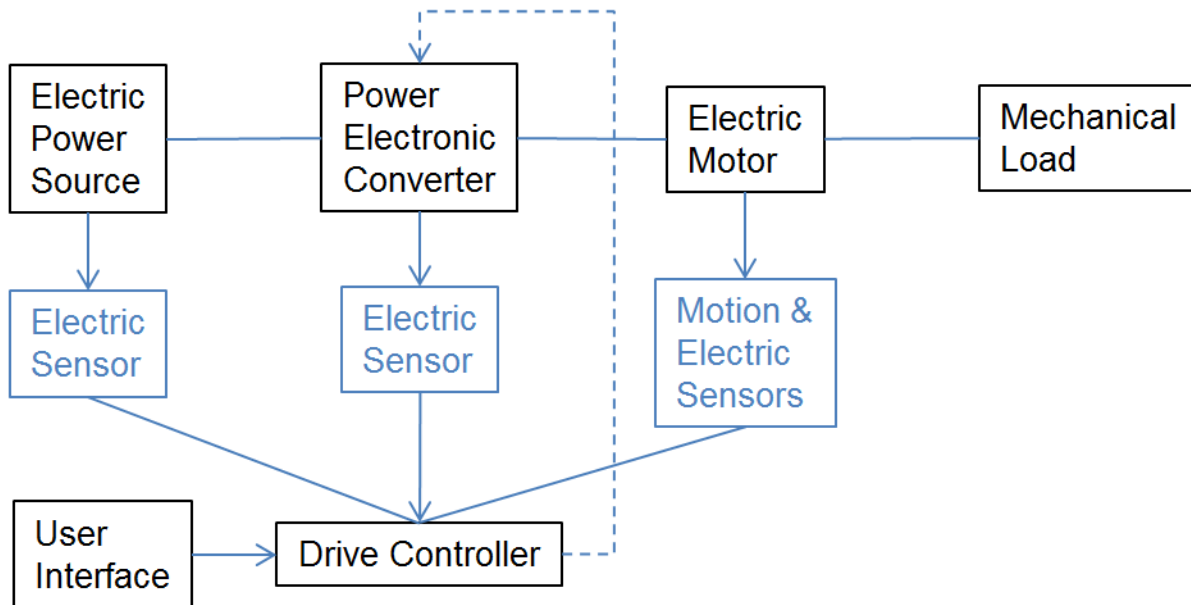 Electric
Power
Source
Power
Electronic
Converter
Electric
Motor
Mechanical
Load
Electric
Sensor
Electric
Sensor
Motion &
Electric
Sensors
User
Interface
Drive Controller